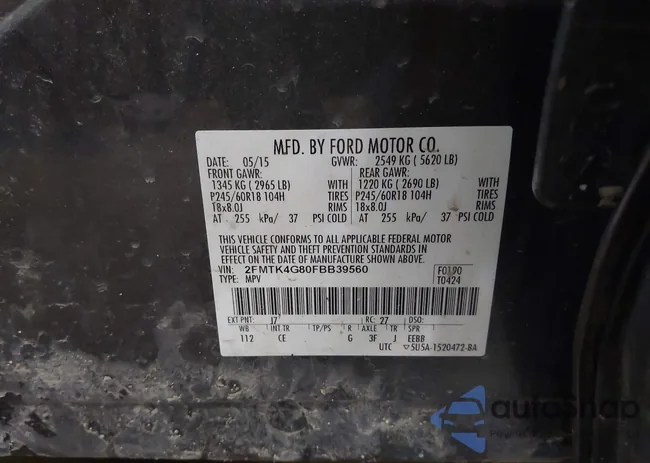 MFD. BY FORD MOTOR CO.
DATE: 05/15 GVWR: 2549 KG ( 5620 LB)
FRONT GAWR: REAR GAWR:
1345 KG ( 2965 LB) WITH 1220 KG ( 2690 LB) WITH
P245/60R18 104H TIRES P245/60R18 104H TIRES
18x8.0J RIMS 18x8.0J RIMS
AT 255 kPa/ 37 PSI COLD AT 255 kPa/ 37 PSI COLD
THIS VEHICLE CONFORMS TO ALL APPLICABLE FEDERAL MOTOR
VEHICLE SAFETY AND THEFT PREVENTION STANDARDS IN
EFFECT ON THE DATE OF MANUFACTURE SHOWN ABOVE.
VIN: 2FMTK4G80FBB39560 F0190
TYPE: MPV T0424
EXT PNT: J7 RC: 27 DSO:
WB INT TR TP/PS R AXLE TR SPR
112 CE G 3F J EEBB
UTC ▽5U5A-1520472-BA
autoSnap